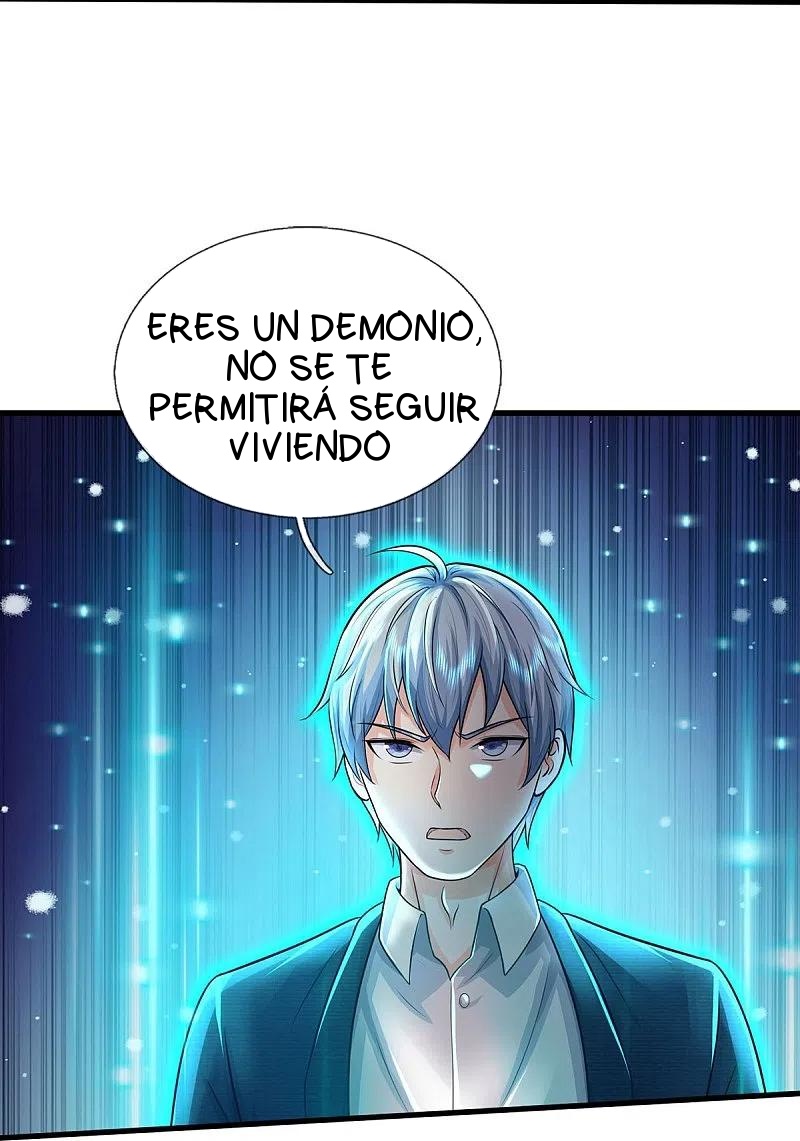 ERES UN DEMONIO,
NO SE TE
PERMITIRÁ SEGUIR
VIVIENDO